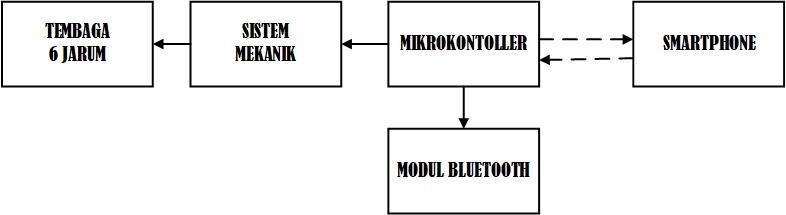 TEMBAGA
6 JARUM
SISTEM
MEKANIK
MIKROKONTOLLER
SMARTPHONE
MODUL BLUETOOTH